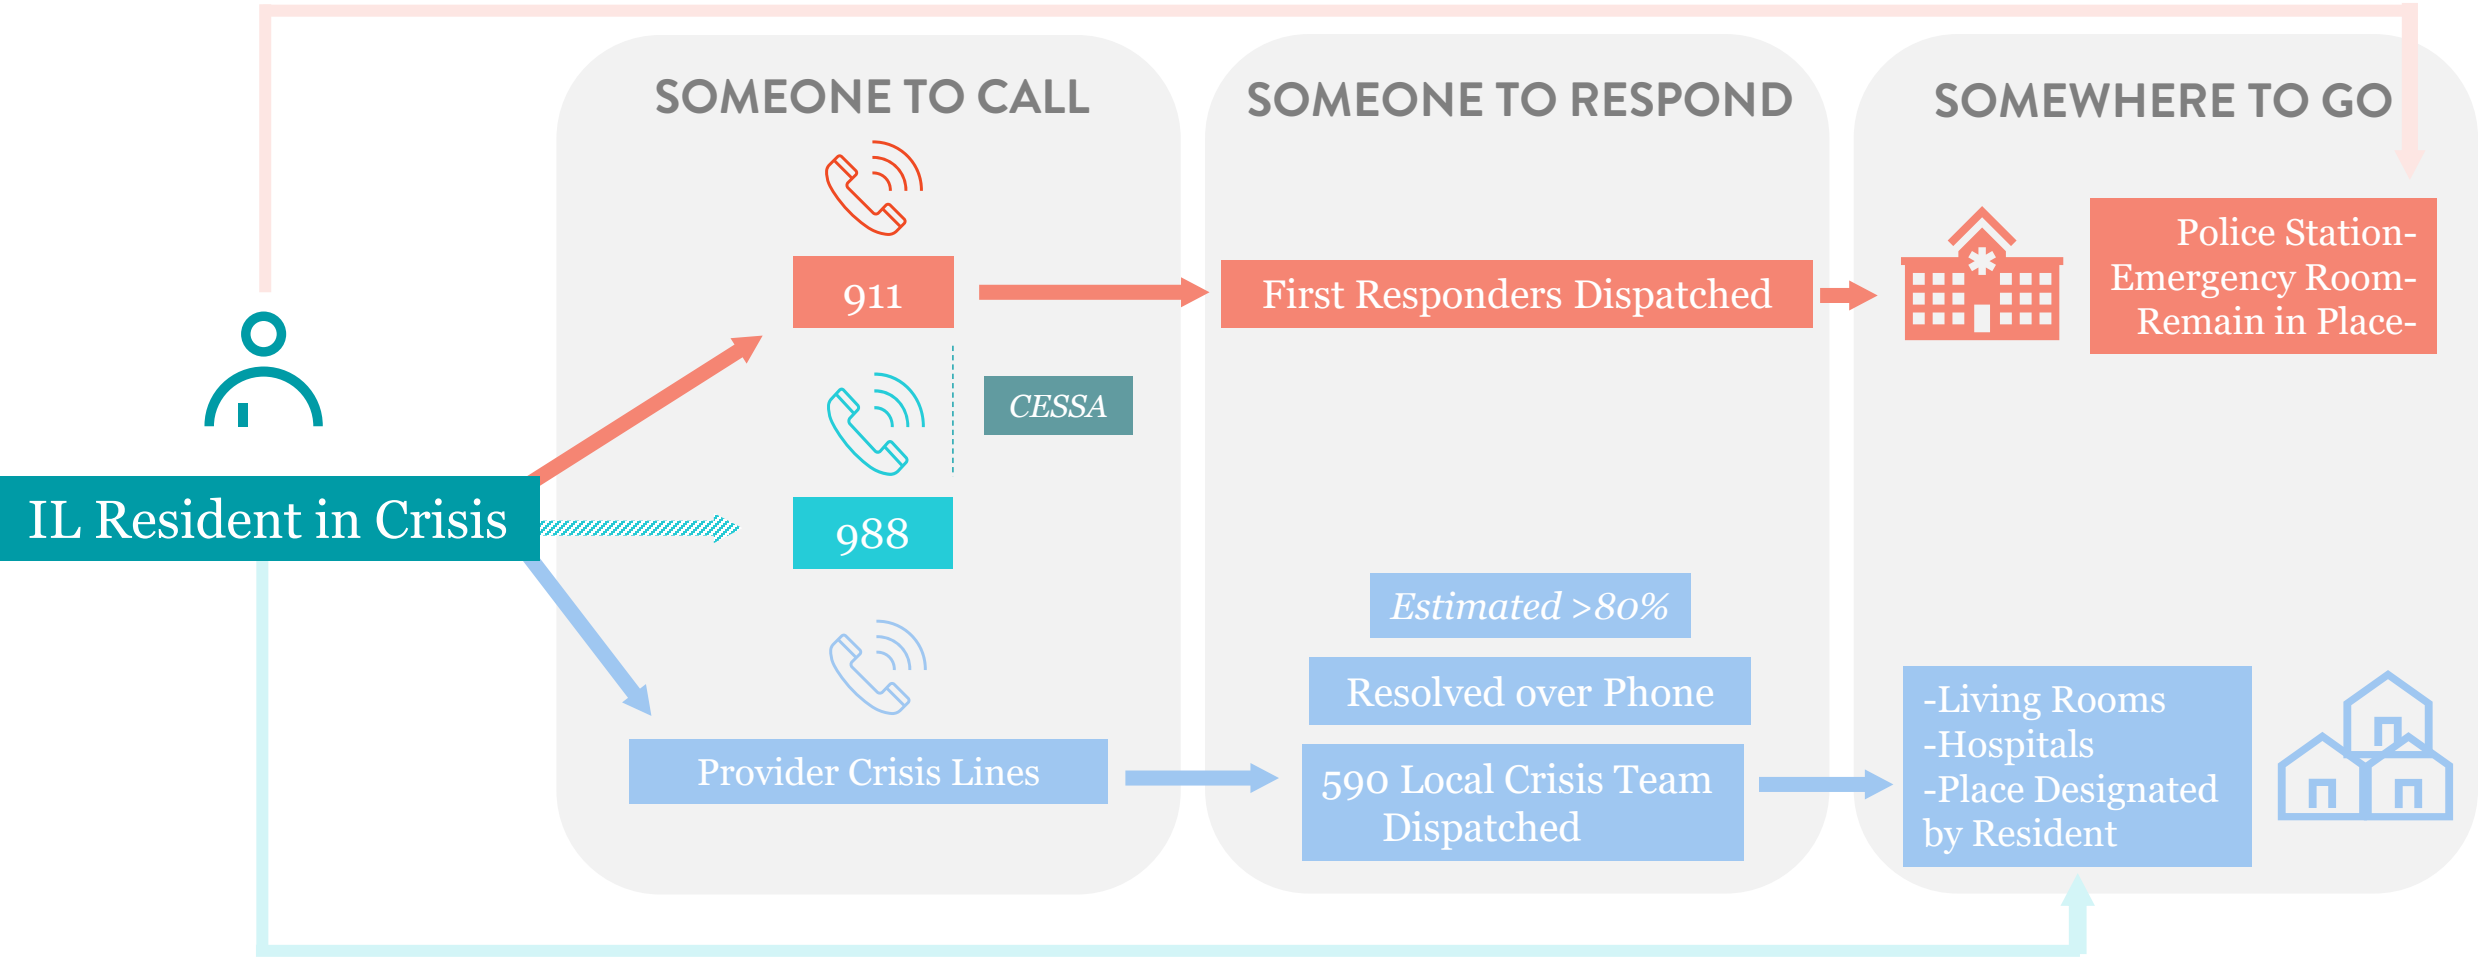 SOMEONE TO CALL
SOMEONE TO RESPOND
SOMEWHERE TO GO
911
First Responders Dispatched
Police Station-
Emergency Room-
Remain in Place-
CESSA
IL Resident in Crisis
988
Estimated >80%
Resolved over Phone
Provider Crisis Lines
590 Local Crisis Team
Dispatched
-Living Rooms
-Hospitals
-Place Designated
by Resident